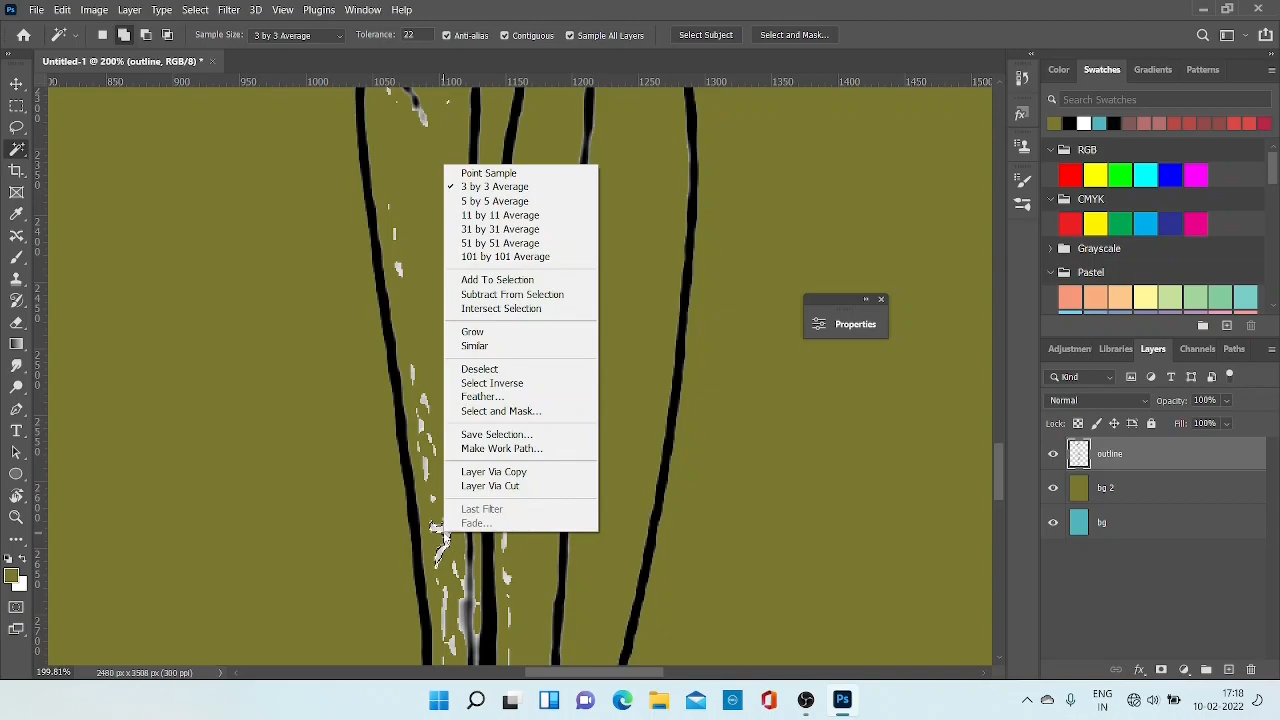 Ps File Edit Image Layer Type Select Filter 3D View Plugins Window Help
Sample Size: 3 by 3 Average Tolerance: 22 Anti-alias Contiguous Sample All Layers Select Subject Select and Mask...
Untitled-1 @ 200% (outline, RGB/8) *
850 900 950 1000 1050 1100 1150 1200 1250 1300 1350 1400 1450 1500
Point Sample
3 by 3 Average
5 by 5 Average
11 by 11 Average
31 by 31 Average
51 by 51 Average
101 by 101 Average
Add To Selection
Subtract From Selection
Intersect Selection
Grow
Similar
Deselect
Select Inverse
Feather...
Select and Mask...
Save Selection...
Make Work Path...
Layer Via Copy
Layer Via Cut
Last Filter
Fade...
Properties
Color Swatches Gradients Patterns
Search Swatches
RGB
CMYK
Grayscale
Pastel
Adjustmen Libraries Layers Channels Paths
Kind
Normal Opacity: 100%
Lock: Fill: 100%
outline
bg 2
bg
199.81% 2480 px x 3508 px (300 ppi)
Ps
ENG
IN
17:18
10-02-2022